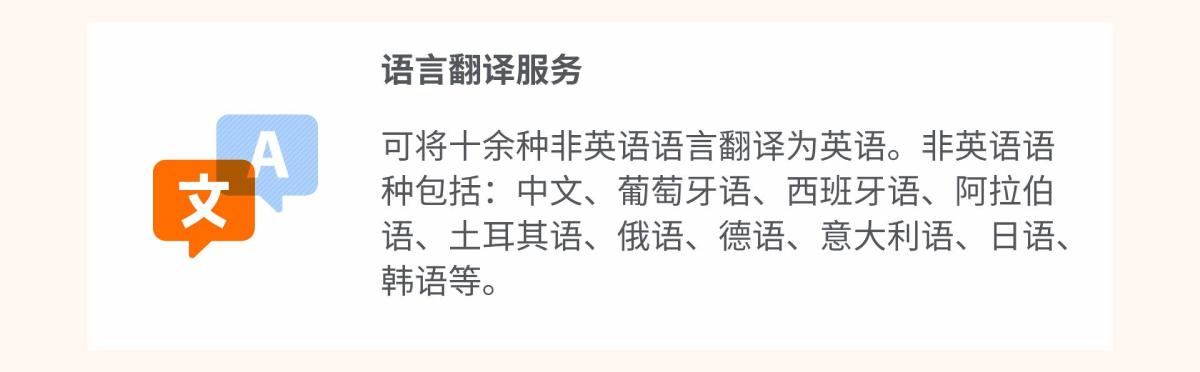 语言翻译服务
可将十余种非英语语言翻译为英语。非英语语
种包括：中文、葡萄牙语、西班牙语、阿拉伯
语、土耳其语、俄语、德语、意大利语、日语、
韩语等。
A
文